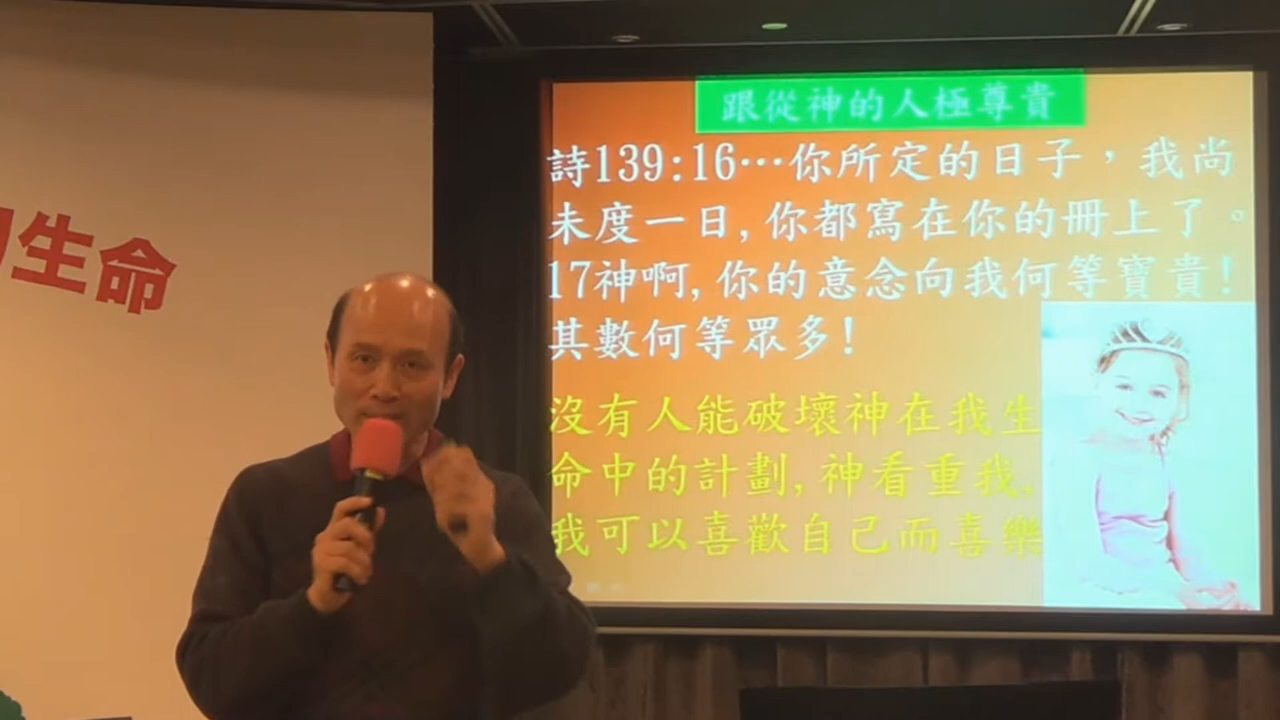 生命
跟從神的人極尊貴
詩139:16…你所定的日子，我尚
未度一日,你都寫在你的冊上了。
17神啊,你的意念向我何等寶貴!
其數何等眾多!
沒有人能破壞神在我生
命中的計劃,神看重我,
我可以喜歡自己而喜樂